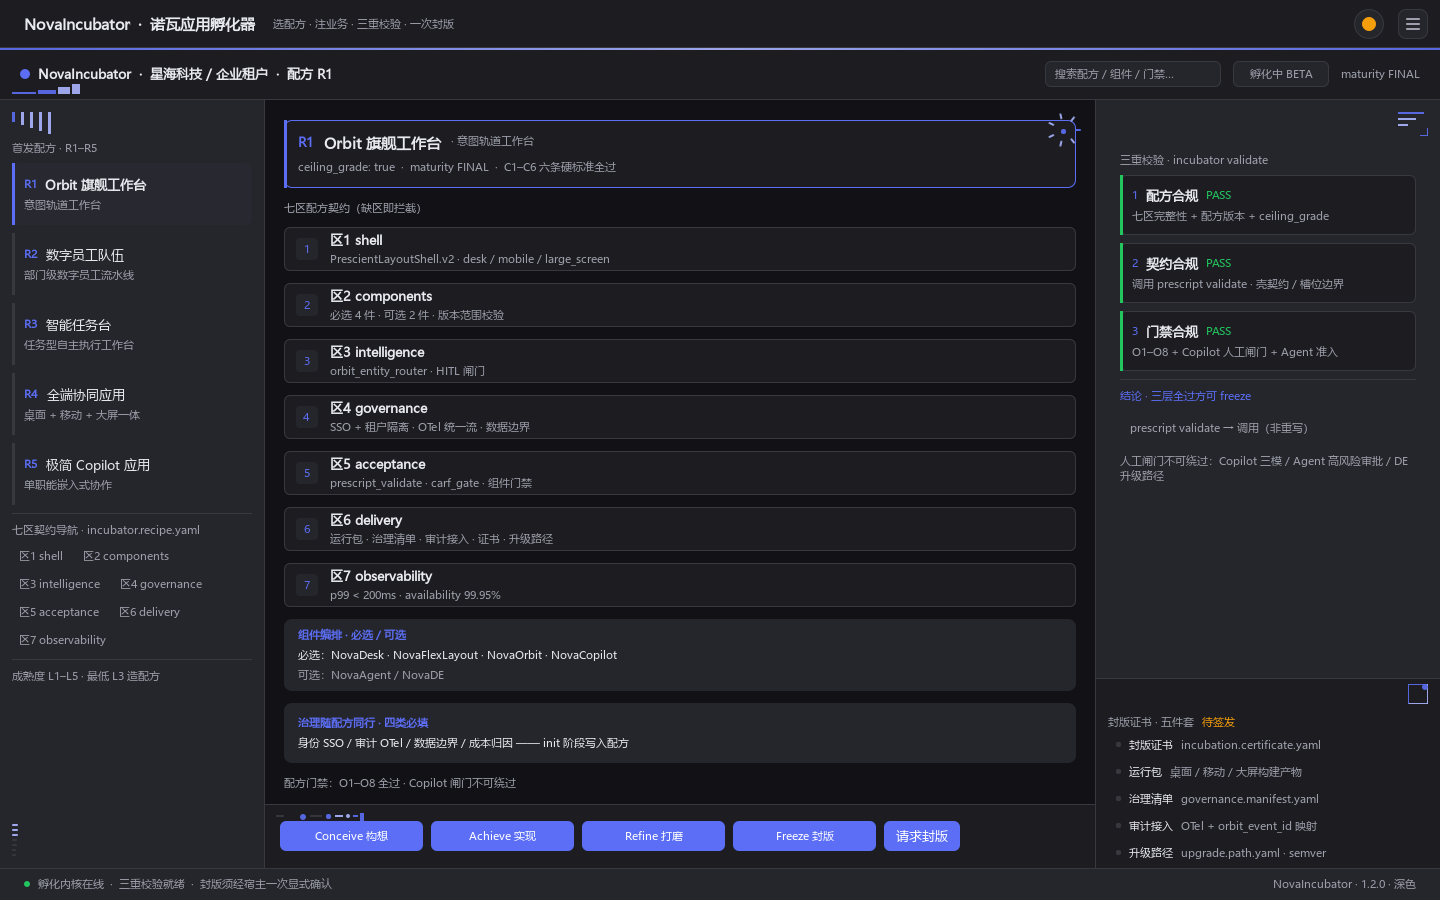 NovaIncubator · 诺瓦应用孵化器 选配方 · 注业务 · 三重校验 · 一次封版
NovaIncubator · 星海科技 / 企业租户 · 配方 R1
搜索配方 / 组件 / 门禁...
孵化中 BETA
maturity FINAL
首发配方 · R1–R5
R1 Orbit 旗舰工作台
意图轨道工作台
R2 数字员工队伍
部门级数字员工流水线
R3 智能任务台
任务型自主执行工作台
R4 全端协同应用
桌面 + 移动 + 大屏一体
R5 极简 Copilot 应用
单职能嵌入式协作
七区契约导航 · incubator.recipe.yaml
区1 shell 区2 components
区3 intelligence 区4 governance
区5 acceptance 区6 delivery
区7 observability
成熟度 L1–L5 · 最低 L3 造配方
R1 Orbit 旗舰工作台 · 意图轨道工作台
ceiling_grade: true · maturity FINAL · C1–C6 六条硬标准全过
七区配方契约（缺区即拦截）
1 区1 shell
PrescientLayoutShell.v2 · desk / mobile / large_screen
2 区2 components
必选 4 件 · 可选 2 件 · 版本范围校验
3 区3 intelligence
orbit_entity_router · HITL 闸门
4 区4 governance
SSO + 租户隔离 · OTel 统一流 · 数据边界
5 区5 acceptance
prescript_validate · carf_gate · 组件门禁
6 区6 delivery
运行包 · 治理清单 · 审计接入 · 证书 · 升级路径
7 区7 observability
p99 < 200ms · availability 99.95%
组件编排 · 必选 / 可选
必选：NovaDesk · NovaFlexLayout · NovaOrbit · NovaCopilot
可选：NovaAgent / NovaDE
治理随配方同行 · 四类必填
身份 SSO / 审计 OTel / 数据边界 / 成本归因 —— init 阶段写入配方
配方门禁：O1–O8 全过 · Copilot 闸门不可绕过
Conceive 构想
Achieve 实现
Refine 打磨
Freeze 封版
请求封版
三重校验 · incubator validate
1 配方合规 PASS
七区完整性 + 配方版本 + ceiling_grade
2 契约合规 PASS
调用 prescript validate · 壳契约 / 槽位边界
3 门禁合规 PASS
O1–O8 + Copilot 人工闸门 + Agent 准入
结论 · 三层全过方可 freeze
prescript validate → 调用（非重写）
人工闸门不可绕过：Copilot 三模 / Agent 高风险审批 / DE
升级路径
封版证书 · 五件套 待签发
封版证书 incubation.certificate.yaml
运行包 桌面 / 移动 / 大屏构建产物
治理清单 governance.manifest.yaml
审计接入 OTel + orbit_event_id 映射
升级路径 upgrade.path.yaml · semver
孵化内核在线 · 三重校验就绪 · 封版须经宿主一次显式确认
NovaIncubator · 1.2.0 · 深色